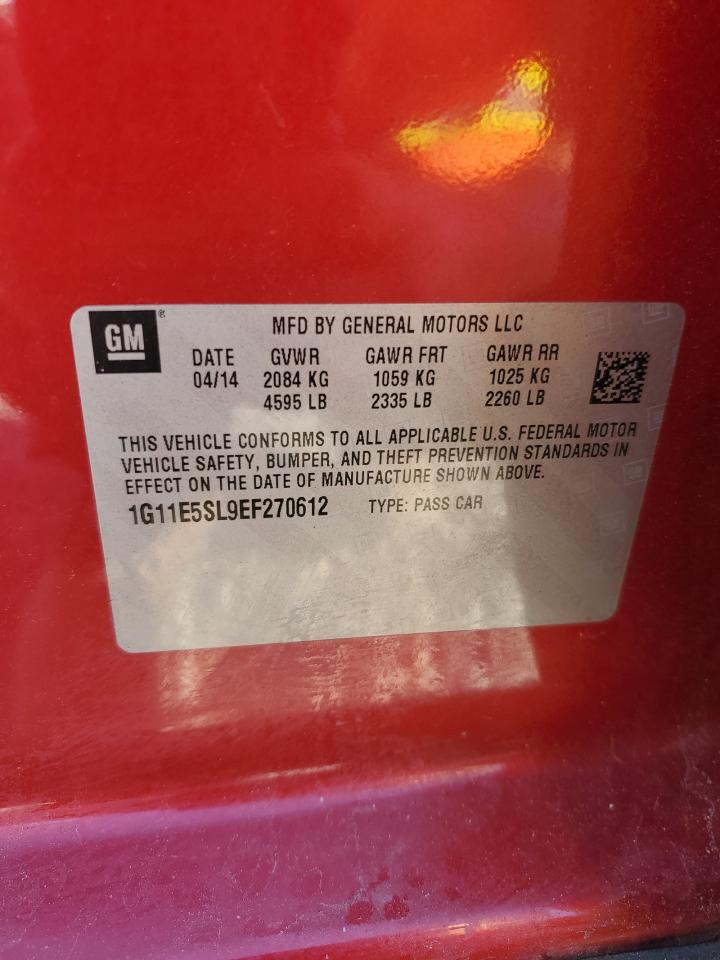 GM®
MFD BY GENERAL MOTORS LLC
DATE GVWR GAWR FRT GAWR RR
04/14 2084 KG 1059 KG 1025 KG
4595 LB 2335 LB 2260 LB
THIS VEHICLE CONFORMS TO ALL APPLICABLE U.S. FEDERAL MOTOR
VEHICLE SAFETY, BUMPER, AND THEFT PREVENTION STANDARDS IN
EFFECT ON THE DATE OF MANUFACTURE SHOWN ABOVE.
1G11E5SL9EF270612 TYPE: PASS CAR